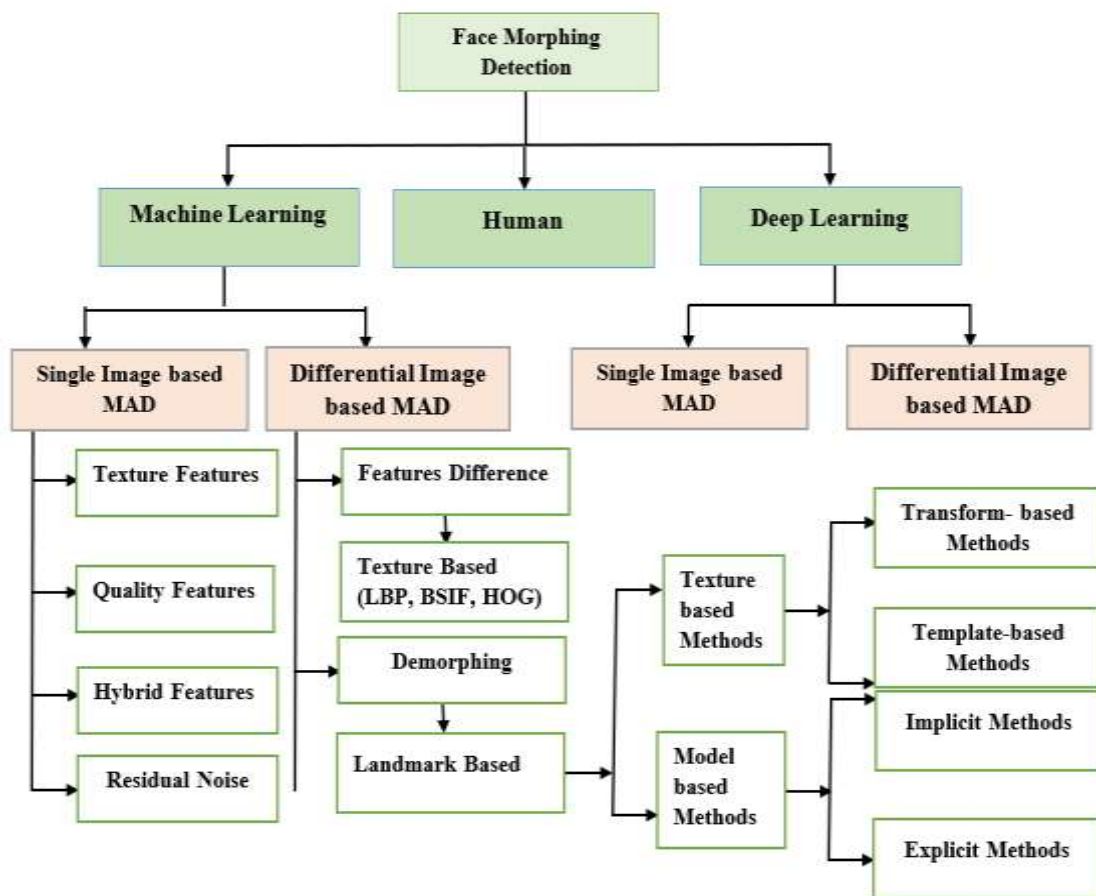 Face Morphing
Detection
Machine Learning
Human
Deep Learning
Single Image based
MAD
Differential Image
based MAD
Single Image based
MAD
Differential Image
based MAD
Texture Features
Quality Features
Hybrid Features
Residual Noise
Features Difference
Texture Based
(LBP, BSIF, HOG)
Demorphing
Landmark Based
Texture
based
Methods
Model
based
Methods
Transform- based
Methods
Template-based
Methods
Implicit Methods
Explicit Methods